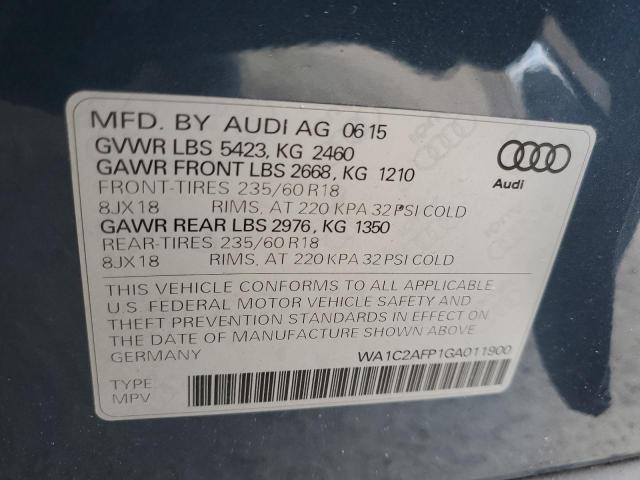 MFD. BY AUDI AG 0615
GVWR LBS 5423, KG 2460
GAWR FRONT LBS 2668, KG 1210
FRONT-TIRES 235/60 R18
8JX18 RIMS, AT 220 KPA 32 PSI COLD
GAWR REAR LBS 2976, KG 1350
REAR-TIRES 235/60 R18
8JX18 RIMS, AT 220 KPA 32 PSI COLD
Audi
THIS VEHICLE CONFORMS TO ALL APPLICABLE
U.S. FEDERAL MOTOR VEHICLE SAFETY AND
THEFT PREVENTION STANDARDS IN EFFECT ON
THE DATE OF MANUFACTURE SHOWN ABOVE.
GERMANY WA1C2AFP1GA011900
TYPE
MPV